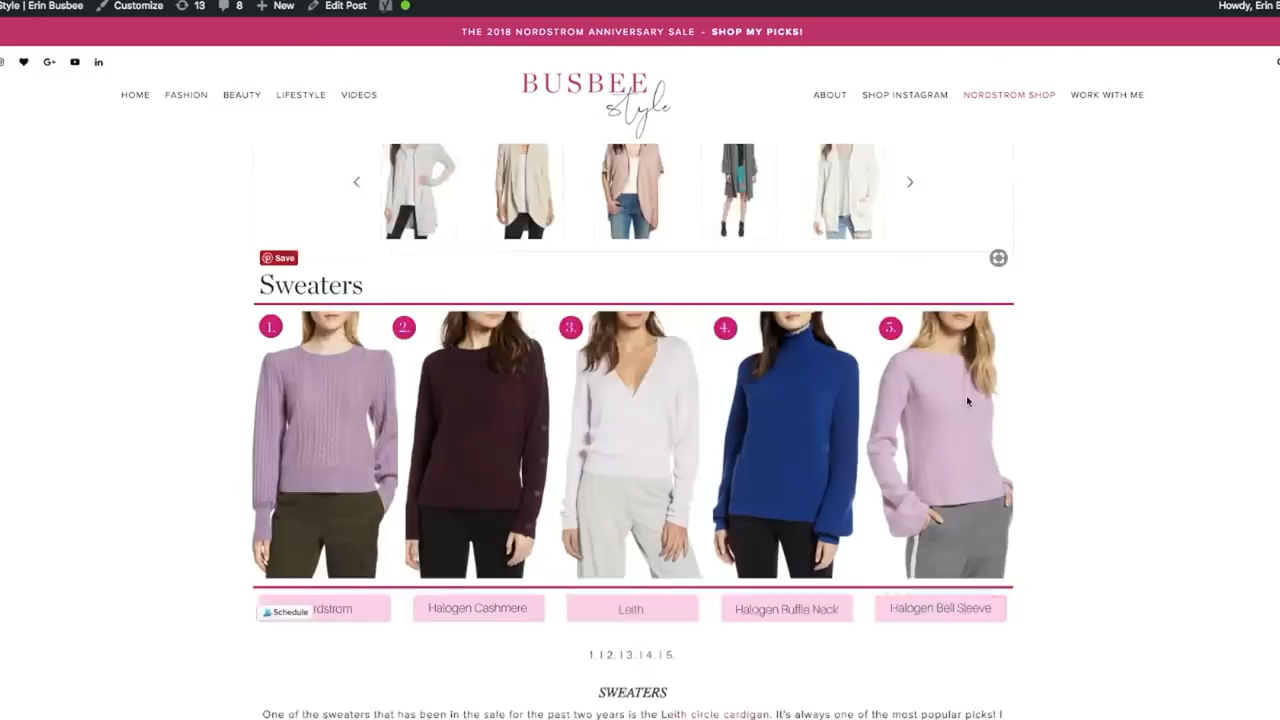 Style | Erin Busbee Customize 13 8 New Edit Post Howdy, Erin B
THE 2018 NORDSTROM ANNIVERSARY SALE - SHOP MY PICKS!
G+ in
HOME FASHION BEAUTY LIFESTYLE VIDEOS
BUSBEE
style
ABOUT SHOP INSTAGRAM NORDSTROM SHOP WORK WITH ME
Save
Sweaters
1. 2. 3. 4. 5.
Schedule rdstrom Halogen Cashmere Leith Halogen Ruffle Neck Halogen Bell Sleeve
1. | 2. | 3. | 4. | 5.
SWEATERS
One of the sweaters that has been in the sale for the past two years is the Leith circle cardigan. It's always one of the most popular picks! I